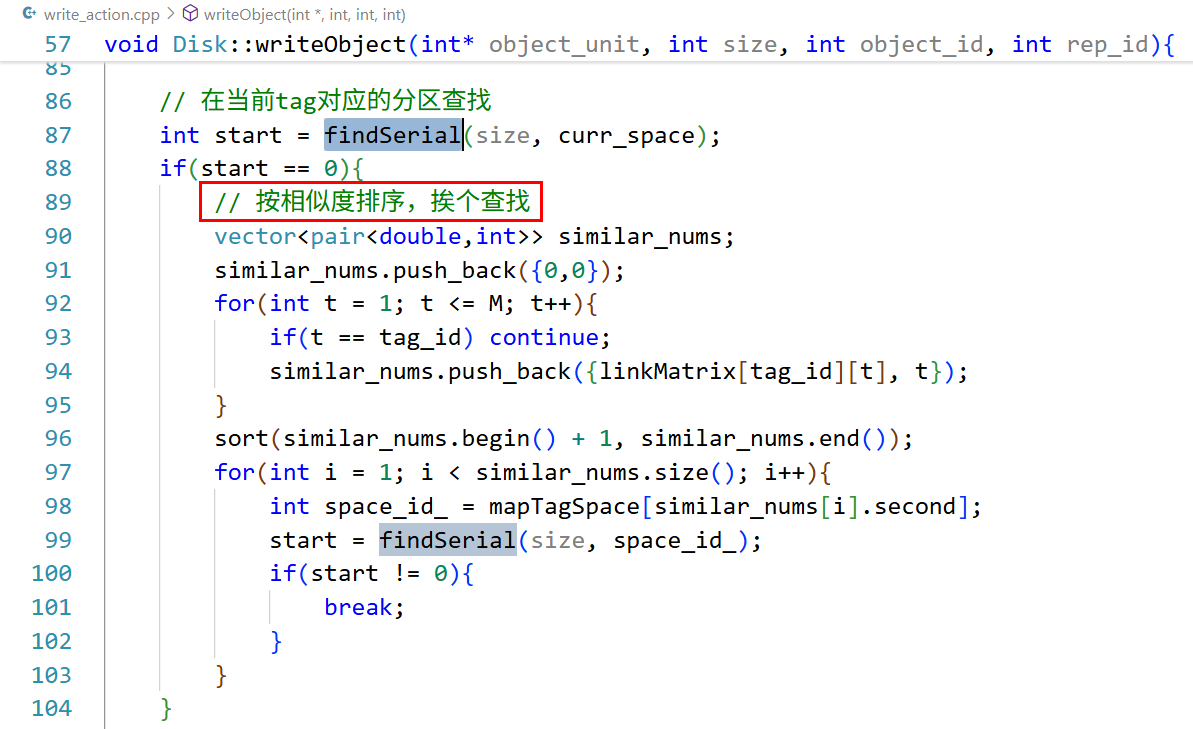 write_action.cpp > writeObject(int *, int, int, int)
57 void Disk::writeObject(int* object_unit, int size, int object_id, int rep_id){
85
86 // 在当前tag对应的分区查找
87 int start = findSerial(size, curr_space);
88 if(start == 0){
89 // 按相似度排序，挨个查找
90 vector<pair<double,int>> similar_nums;
91 similar_nums.push_back({0,0});
92 for(int t = 1; t <= M; t++){
93 if(t == tag_id) continue;
94 similar_nums.push_back({linkMatrix[tag_id][t], t});
95 }
96 sort(similar_nums.begin() + 1, similar_nums.end());
97 for(int i = 1; i < similar_nums.size(); i++){
98 int space_id_ = mapTagSpace[similar_nums[i].second];
99 start = findSerial(size, space_id_);
100 if(start != 0){
101 break;
102 }
103 }
104 }